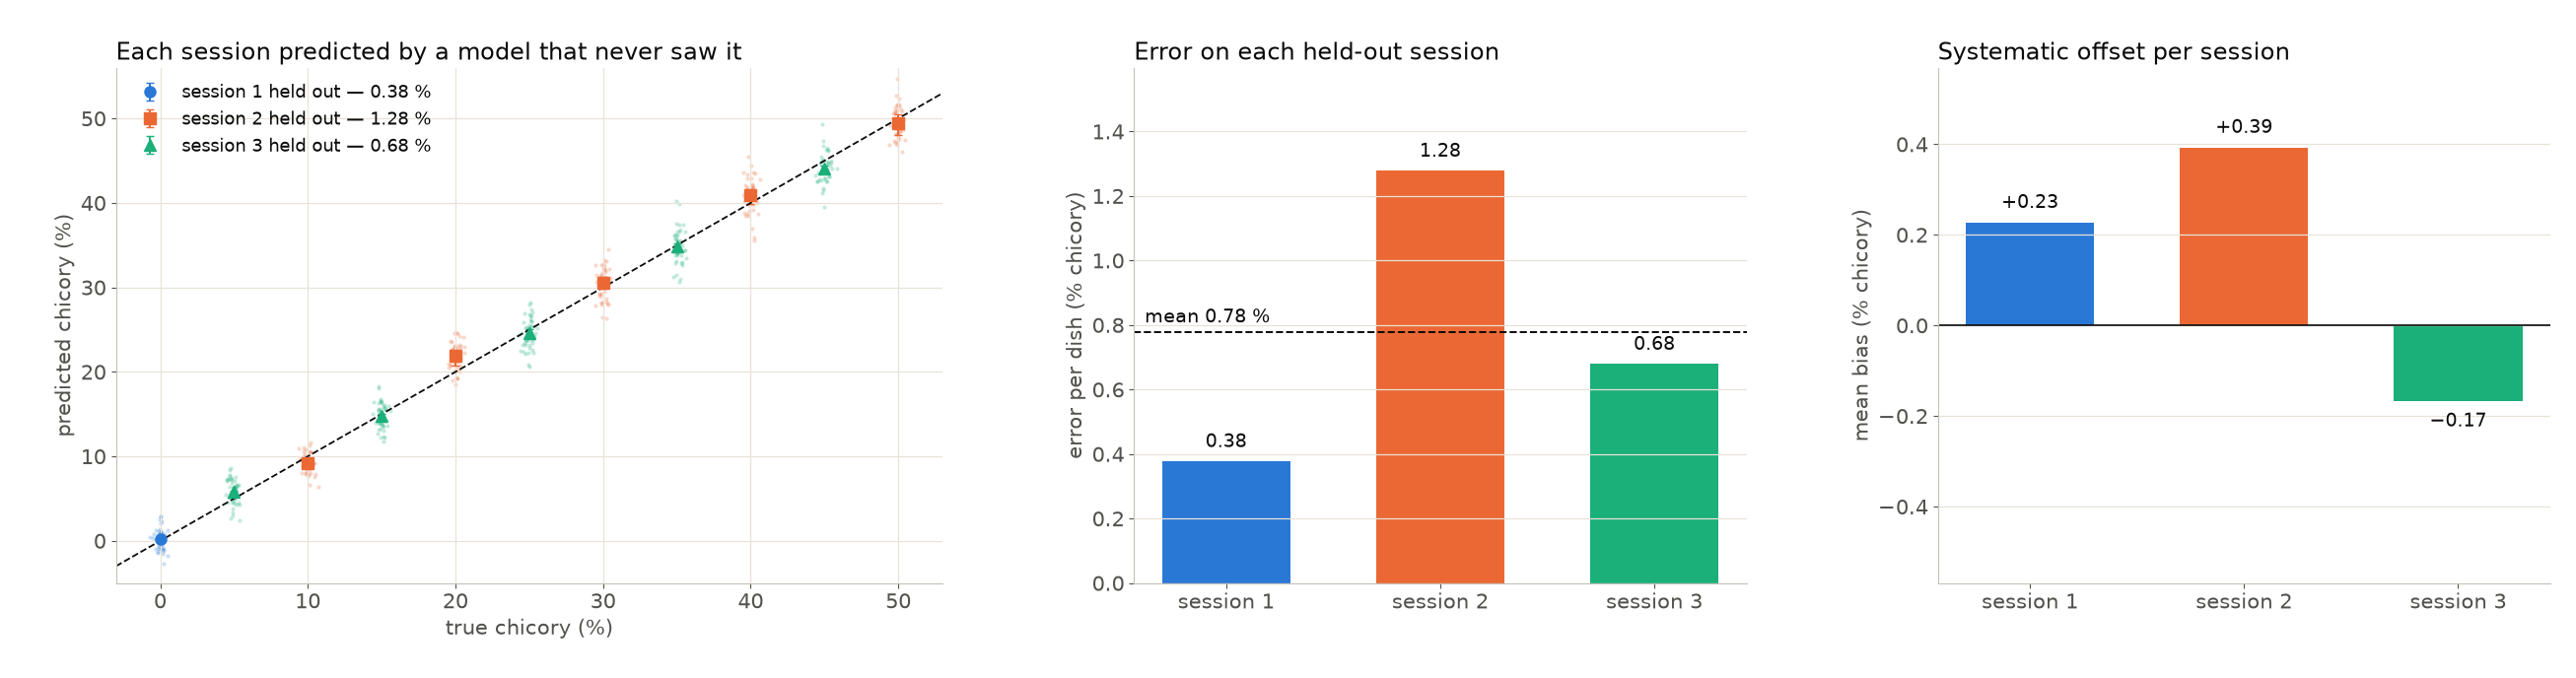 Each session predicted by a model that never saw it
session 1 held out — 0.38 %
session 2 held out — 1.28 %
session 3 held out — 0.68 %
predicted chicory (%)
50
40
30
20
10
0
0 10 20 30 40 50
true chicory (%)
Error on each held-out session
error per dish (% chicory)
1.4
1.2
1.0
0.8
0.6
0.4
0.2
0.0
mean 0.78 %
0.38
1.28
0.68
session 1 session 2 session 3
Systematic offset per session
mean bias (% chicory)
0.4
0.2
0.0
−0.2
−0.4
+0.23
+0.39
−0.17
session 1 session 2 session 3